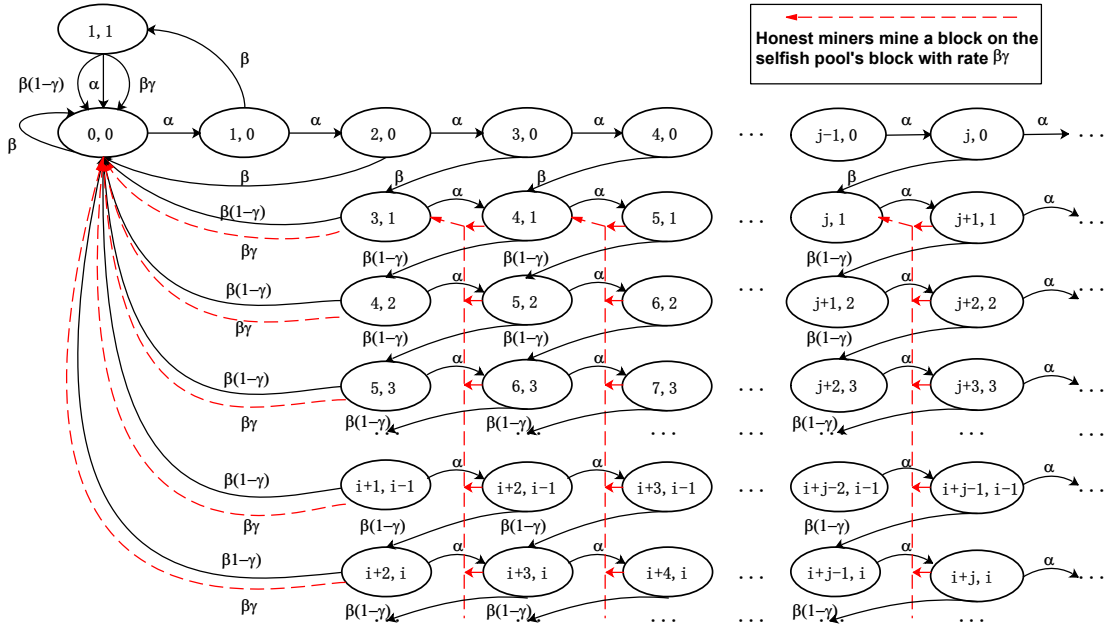 1, 1
Honest miners mine a block on the
selfish pool's block with rate βγ
β(1−γ) α βγ β
0, 0 α 1, 0 α 2, 0 α 3, 0 α 4, 0 ... j−1, 0 α j, 0 α ...
β β β β β
β(1−γ) 3, 1 α 4, 1 α 5, 1 ... j, 1 α j+1, 1 α ...
βγ β(1−γ) β(1−γ) β(1−γ)
β(1−γ) 4, 2 α 5, 2 α 6, 2 ... j+1, 2 α j+2, 2 α ...
βγ β(1−γ) β(1−γ) β(1−γ)
β(1−γ) 5, 3 α 6, 3 α 7, 3 ... j+2, 3 α j+3, 3 α ...
βγ β(1−γ) β(1−γ) β(1−γ)
... ... ... ... ... ... ...
β(1−γ) i+1, i−1 α i+2, i−1 α i+3, i−1 ... i+j−2, i−1 α i+j−1, i−1 α ...
βγ β(1−γ) β(1−γ) β(1−γ)
β1−γ) i+2, i α i+3, i α i+4, i ... i+j−1, i α i+j, i α ...
βγ β(1−γ) β(1−γ) β(1−γ)
... ... ... ... ... ... ...